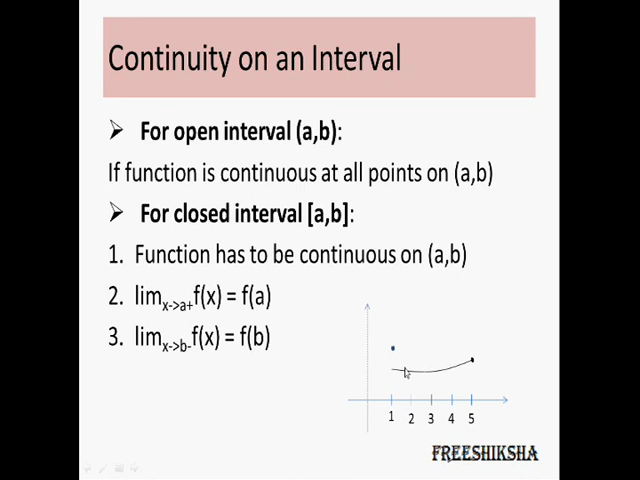 Continuity on an Interval
➢ For open interval (a,b):
If function is continuous at all points on (a,b)
➢ For closed interval [a,b]:
1. Function has to be continuous on (a,b)
2. limx->a+f(x) = f(a)
3. limx->b-f(x) = f(b)
1 2 3 4 5
FREESHIKSHA